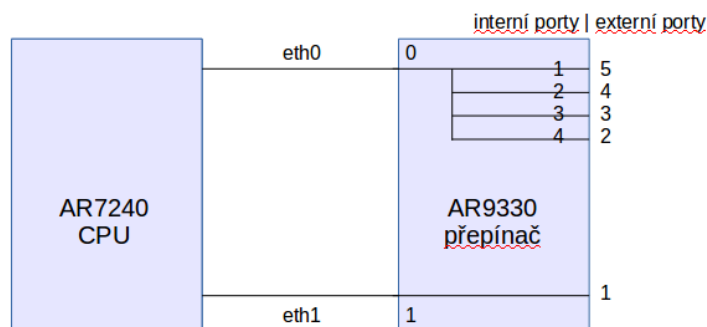 interní porty | externí porty
eth0
0
1 5
2 4
3 3
4 2
AR7240
CPU
AR9330
přepínač
1
eth1
1